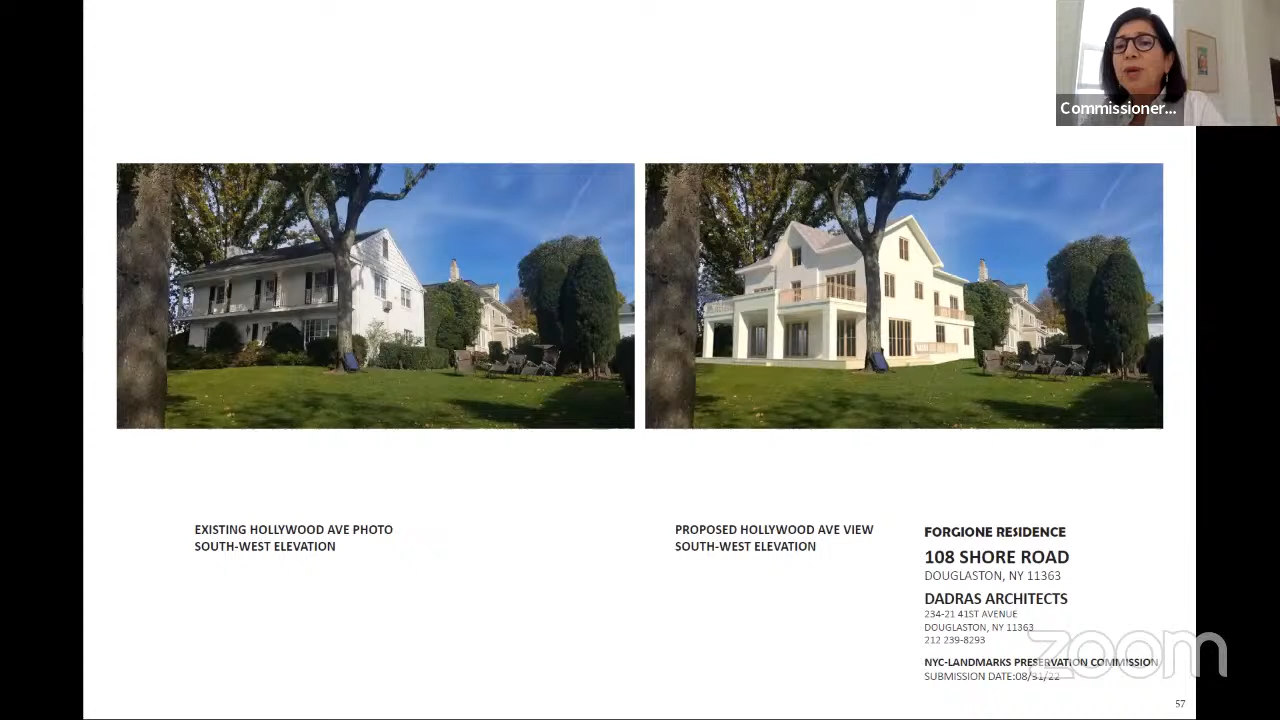 Commissioner...
EXISTING HOLLYWOOD AVE PHOTO
SOUTH-WEST ELEVATION
PROPOSED HOLLYWOOD AVE VIEW
SOUTH-WEST ELEVATION
FORGIONE RESIDENCE
108 SHORE ROAD
DOUGLASTON, NY 11363
DADRAS ARCHITECTS
234-21 41ST AVENUE
DOUGLASTON, NY 11363
212 239-8293
NYC-LANDMARKS PRESERVATION COMMISSION
SUBMISSION DATE:08/31/22
zoom
57